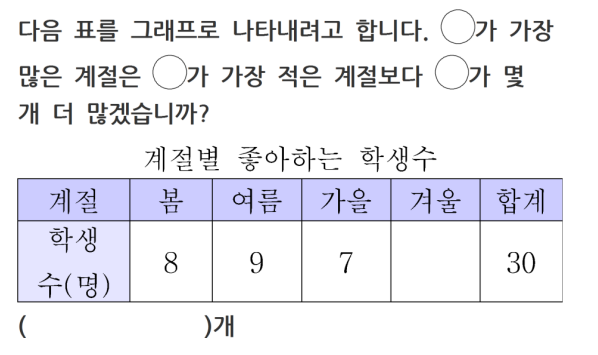 다음 표를 그래프로 나타내려고 합니다. ◯가 가장
많은 계절은 ◯가 가장 적은 계절보다 ◯가 몇
개 더 많겠습니까?
계절별 좋아하는 학생수
계절 봄 여름 가을 겨울 합계
학생
수(명) 8 9 7 30
( )개